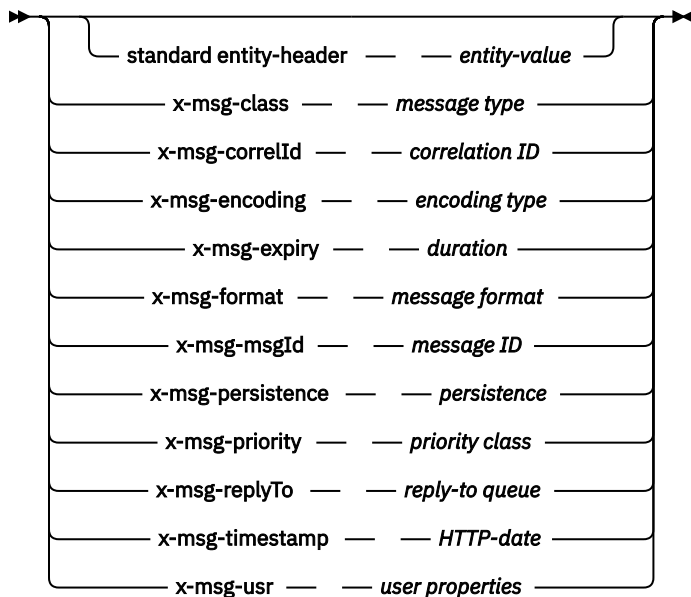 standard entity-header — entity-value
x-msg-class — message type
x-msg-correlId — correlation ID
x-msg-encoding — encoding type
x-msg-expiry — duration
x-msg-format — message format
x-msg-msgId — message ID
x-msg-persistence — persistence
x-msg-priority — priority class
x-msg-replyTo — reply-to queue
x-msg-timestamp — HTTP-date
x-msg-usr — user properties